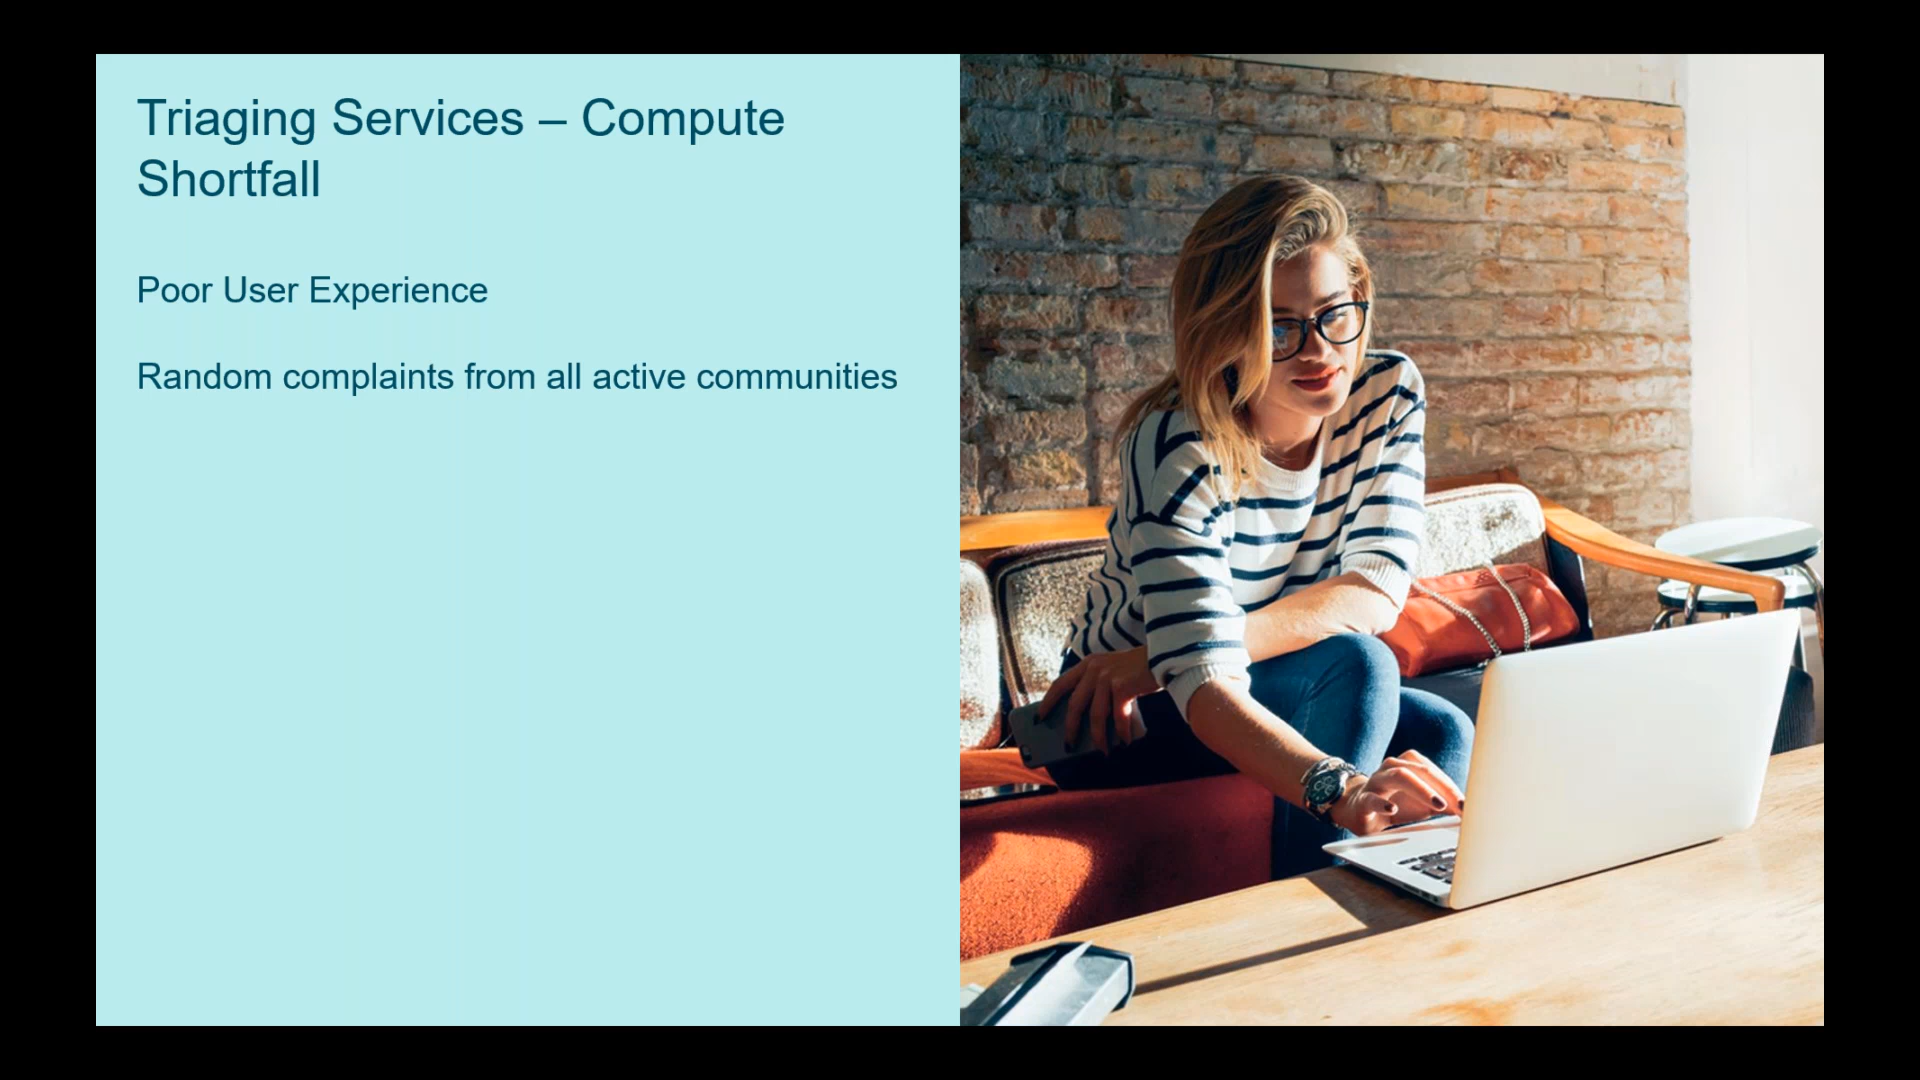 Triaging Services – Compute
Shortfall
Poor User Experience
Random complaints from all active communities